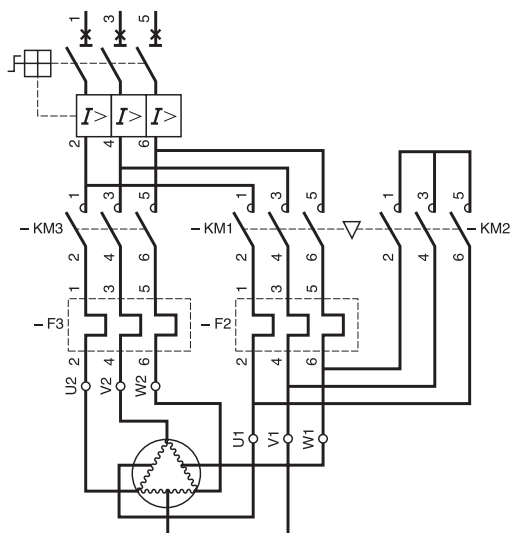 1 3 5
I> I> I>
2 4 6
1 3 5 1 3 5 1 3 5
– KM3 – KM1 – KM2
2 4 6 2 4 6 2 4 6
1 3 5 1 3 5
– F3 – F2
2 4 6 2 4 6
U2 V2 W2
U1 V1 W1